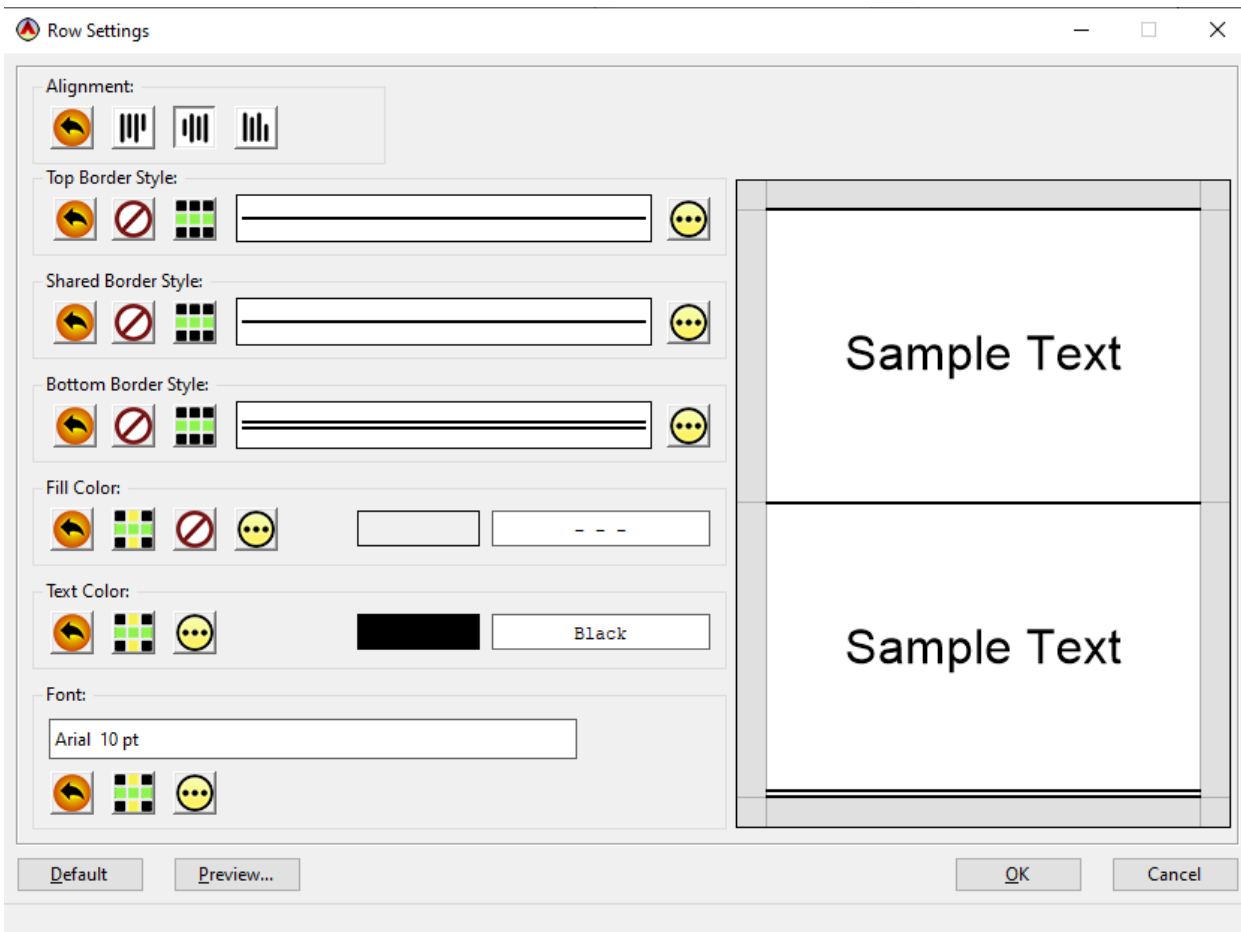 Row Settings
Alignment:
Top Border Style:
Shared Border Style:
Bottom Border Style:
Fill Color:
- - -
Text Color:
Black
Font:
Arial  10 pt
Sample Text
Sample Text
Default
Preview...
OK
Cancel